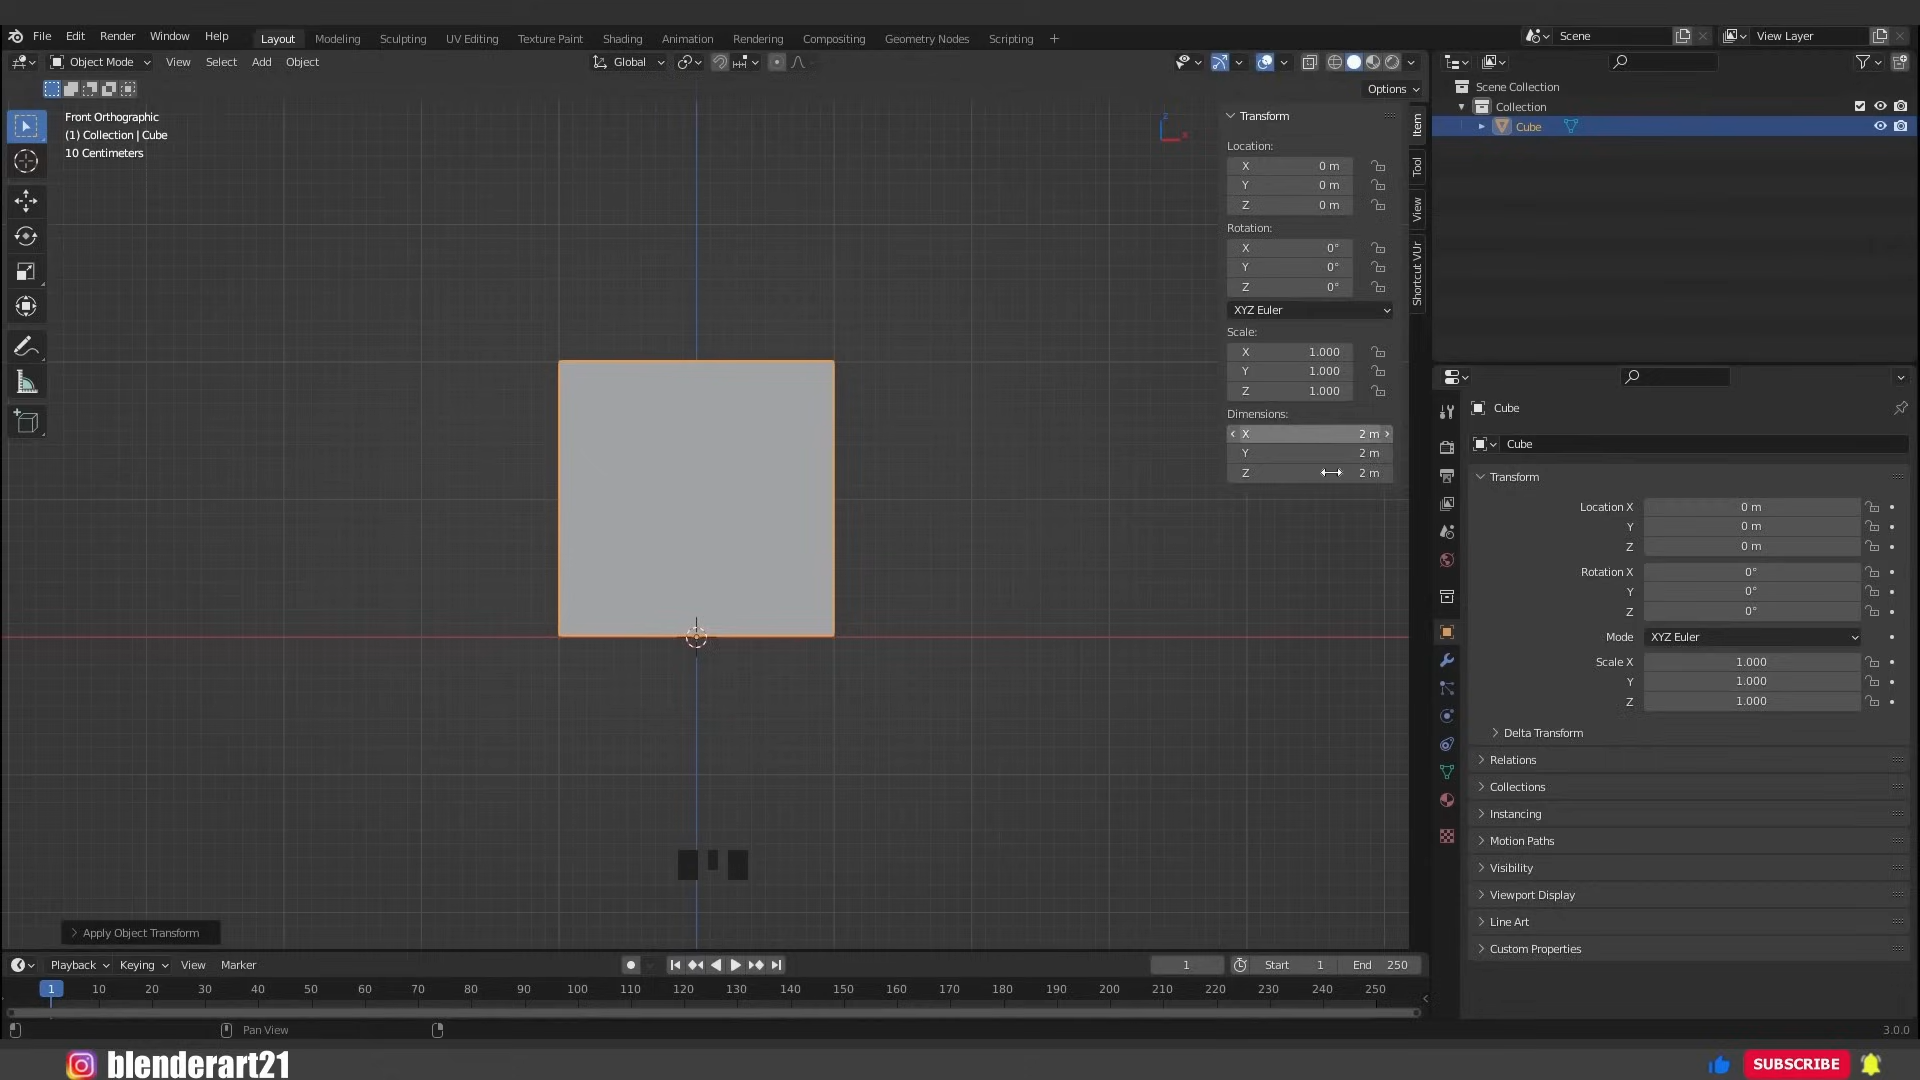 File Edit Render Window Help Layout Modeling Sculpting UV Editing Texture Paint Shading Animation Rendering Compositing Geometry Nodes Scripting + Scene View Layer
Object Mode View Select Add Object Global
Options
Front Orthographic
(1) Collection | Cube
10 Centimeters
Z
X
Transform
Location:
X 0 m
Y 0 m
Z 0 m
Rotation:
X 0°
Y 0°
Z 0°
XYZ Euler
Scale:
X 1.000
Y 1.000
Z 1.000
Dimensions:
X 2 m
Y 2 m
Z 2 m
Item
Tool
View
Shortcut VUr
Scene Collection
Collection
Cube
Cube
Cube
Transform
Location X 0 m
Y 0 m
Z 0 m
Rotation X 0°
Y 0°
Z 0°
Mode XYZ Euler
Scale X 1.000
Y 1.000
Z 1.000
Delta Transform
Relations
Collections
Instancing
Motion Paths
Visibility
Viewport Display
Line Art
Custom Properties
Apply Object Transform
Playback Keying View Marker 1 Start 1 End 250
1 10 20 30 40 50 60 70 80 90 100 110 120 130 140 150 160 170 180 190 200 210 220 230 240 250
Pan View 3.0.0
blenderart21 SUBSCRIBE